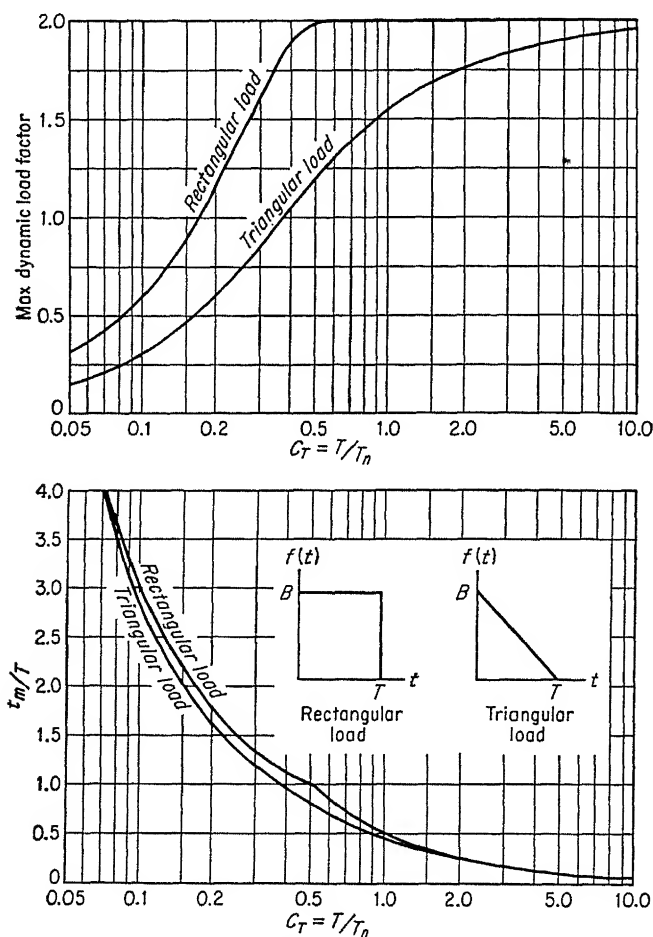 2.0
1.5
1.0
0.5
0
Max dynamic load factor
Rectangular load
Triangular load
0.05 0.1 0.2 0.5 1.0 2.0 5.0 10.0
C_T = T/T_n
4.0
3.5
3.0
2.5
2.0
1.5
1.0
0.5
0
t_m/T
Rectangular load
Triangular load
f(t)
B
T
t
Rectangular
load
f(t)
B
T
t
Triangular
load
0.05 0.1 0.2 0.5 1.0 2.0 5.0 10.0
C_T = T/T_n